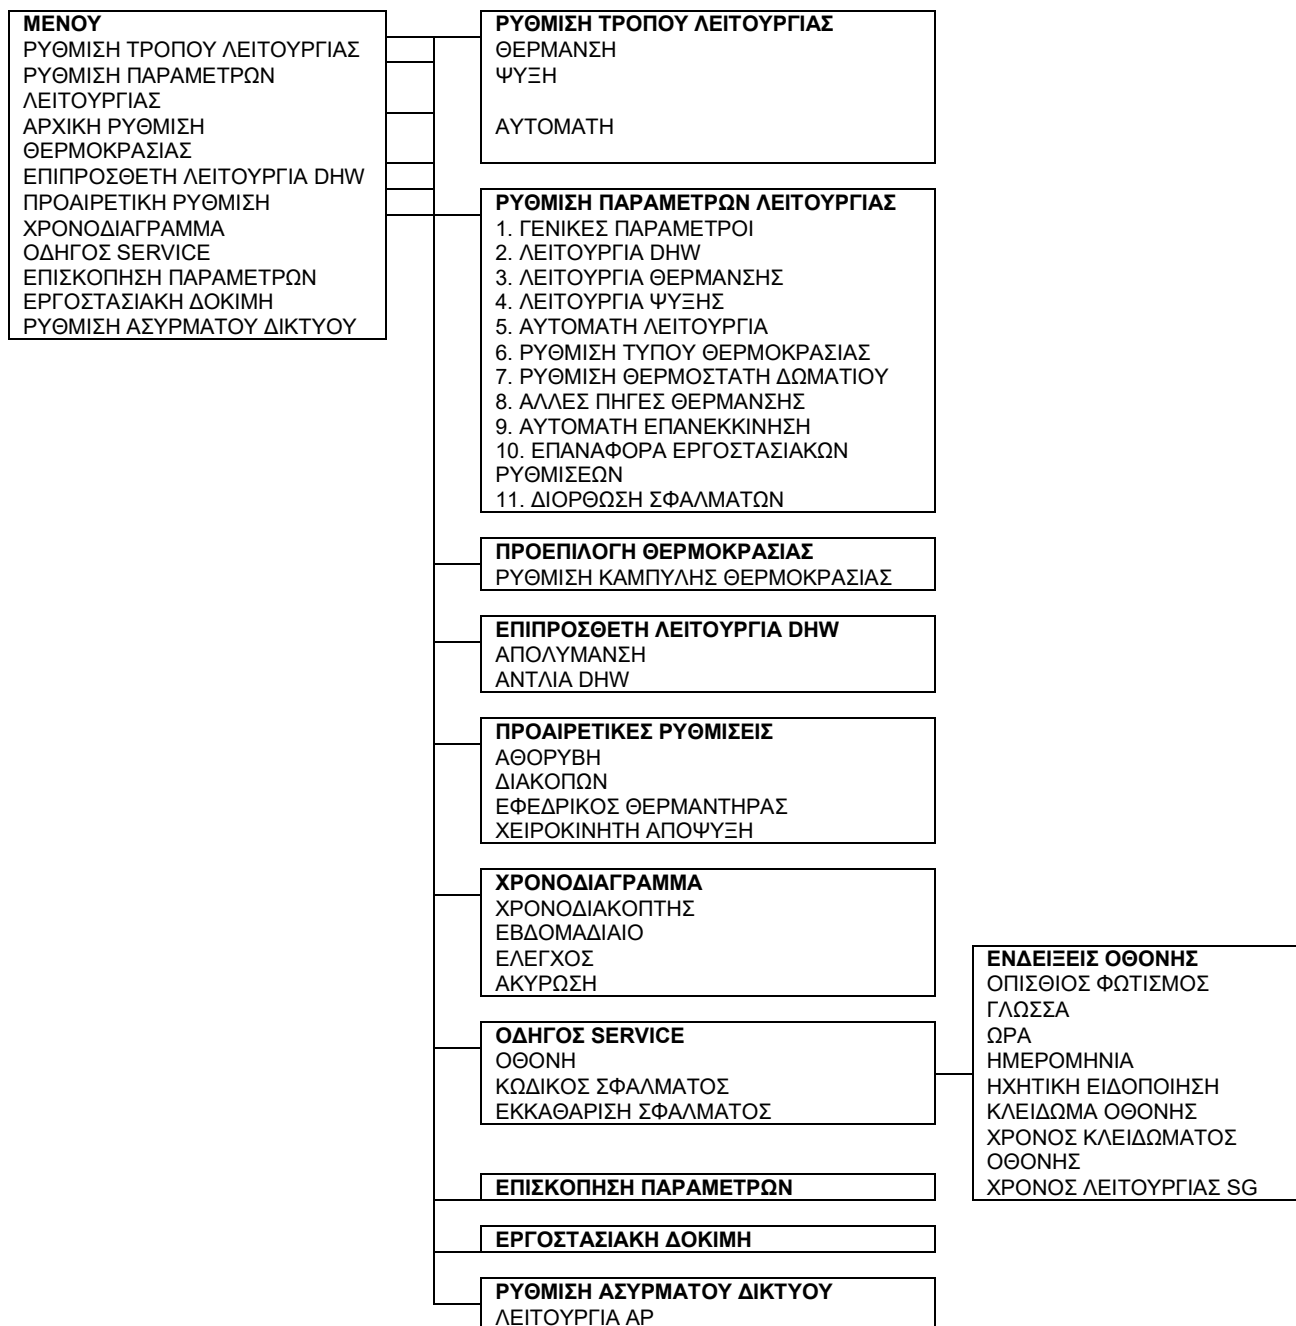 ΜΕΝΟΥ
ΡΥΘΜΙΣΗ ΤΡΟΠΟΥ ΛΕΙΤΟΥΡΓΙΑΣ
ΡΥΘΜΙΣΗ ΠΑΡΑΜΕΤΡΩΝ
ΛΕΙΤΟΥΡΓΙΑΣ
ΑΡΧΙΚΗ ΡΥΘΜΙΣΗ
ΘΕΡΜΟΚΡΑΣΙΑΣ
ΕΠΙΠΡΟΣΘΕΤΗ ΛΕΙΤΟΥΡΓΙΑ DHW
ΠΡΟΑΙΡΕΤΙΚΗ ΡΥΘΜΙΣΗ
ΧΡΟΝΟΔΙΑΓΡΑΜΜΑ
ΟΔΗΓΟΣ SERVICE
ΕΠΙΣΚΟΠΗΣΗ ΠΑΡΑΜΕΤΡΩΝ
ΕΡΓΟΣΤΑΣΙΑΚΗ ΔΟΚΙΜΗ
ΡΥΘΜΙΣΗ ΑΣΥΡΜΑΤΟΥ ΔΙΚΤΥΟΥ
ΡΥΘΜΙΣΗ ΤΡΟΠΟΥ ΛΕΙΤΟΥΡΓΙΑΣ
ΘΕΡΜΑΝΣΗ
ΨΥΞΗ
ΑΥΤΟΜΑΤΗ
ΡΥΘΜΙΣΗ ΠΑΡΑΜΕΤΡΩΝ ΛΕΙΤΟΥΡΓΙΑΣ
1. ΓΕΝΙΚΕΣ ΠΑΡΑΜΕΤΡΟΙ
2. ΛΕΙΤΟΥΡΓΙΑ DHW
3. ΛΕΙΤΟΥΡΓΙΑ ΘΕΡΜΑΝΣΗΣ
4. ΛΕΙΤΟΥΡΓΙΑ ΨΥΞΗΣ
5. ΑΥΤΟΜΑΤΗ ΛΕΙΤΟΥΡΓΙΑ
6. ΡΥΘΜΙΣΗ ΤΥΠΟΥ ΘΕΡΜΟΚΡΑΣΙΑΣ
7. ΡΥΘΜΙΣΗ ΘΕΡΜΟΣΤΑΤΗ ΔΩΜΑΤΙΟΥ
8. ΑΛΛΕΣ ΠΗΓΕΣ ΘΕΡΜΑΝΣΗΣ
9. ΑΥΤΟΜΑΤΗ ΕΠΑΝΕΚΚΙΝΗΣΗ
10. ΕΠΑΝΑΦΟΡΑ ΕΡΓΟΣΤΑΣΙΑΚΩΝ
ΡΥΘΜΙΣΕΩΝ
11. ΔΙΟΡΘΩΣΗ ΣΦΑΛΜΑΤΩΝ
ΠΡΟΕΠΙΛΟΓΗ ΘΕΡΜΟΚΡΑΣΙΑΣ
ΡΥΘΜΙΣΗ ΚΑΜΠΥΛΗΣ ΘΕΡΜΟΚΡΑΣΙΑΣ
ΕΠΙΠΡΟΣΘΕΤΗ ΛΕΙΤΟΥΡΓΙΑ DHW
ΑΠΟΛΥΜΑΝΣΗ
ΑΝΤΛΙΑ DHW
ΠΡΟΑΙΡΕΤΙΚΕΣ ΡΥΘΜΙΣΕΙΣ
ΑΘΟΡΥΒΗ
ΔΙΑΚΟΠΩΝ
ΕΦΕΔΡΙΚΟΣ ΘΕΡΜΑΝΤΗΡΑΣ
ΧΕΙΡΟΚΙΝΗΤΗ ΑΠΟΨΥΞΗ
ΧΡΟΝΟΔΙΑΓΡΑΜΜΑ
ΧΡΟΝΟΔΙΑΚΟΠΤΗΣ
ΕΒΔΟΜΑΔΙΑΙΟ
ΕΛΕΓΧΟΣ
ΑΚΥΡΩΣΗ
ΟΔΗΓΟΣ SERVICE
ΟΘΟΝΗ
ΚΩΔΙΚΟΣ ΣΦΑΛΜΑΤΟΣ
ΕΚΚΑΘΑΡΙΣΗ ΣΦΑΛΜΑΤΟΣ
ΕΝΔΕΙΞΕΙΣ ΟΘΟΝΗΣ
ΟΠΙΣΘΙΟΣ ΦΩΤΙΣΜΟΣ
ΓΛΩΣΣΑ
ΩΡΑ
ΗΜΕΡΟΜΗΝΙΑ
ΗΧΗΤΙΚΗ ΕΙΔΟΠΟΙΗΣΗ
ΚΛΕΙΔΩΜΑ ΟΘΟΝΗΣ
ΧΡΟΝΟΣ ΚΛΕΙΔΩΜΑΤΟΣ
ΟΘΟΝΗΣ
ΧΡΟΝΟΣ ΛΕΙΤΟΥΡΓΙΑΣ SG
ΕΠΙΣΚΟΠΗΣΗ ΠΑΡΑΜΕΤΡΩΝ
ΕΡΓΟΣΤΑΣΙΑΚΗ ΔΟΚΙΜΗ
ΡΥΘΜΙΣΗ ΑΣΥΡΜΑΤΟΥ ΔΙΚΤΥΟΥ
ΛΕΙΤΟΥΡΓΙΑ AP